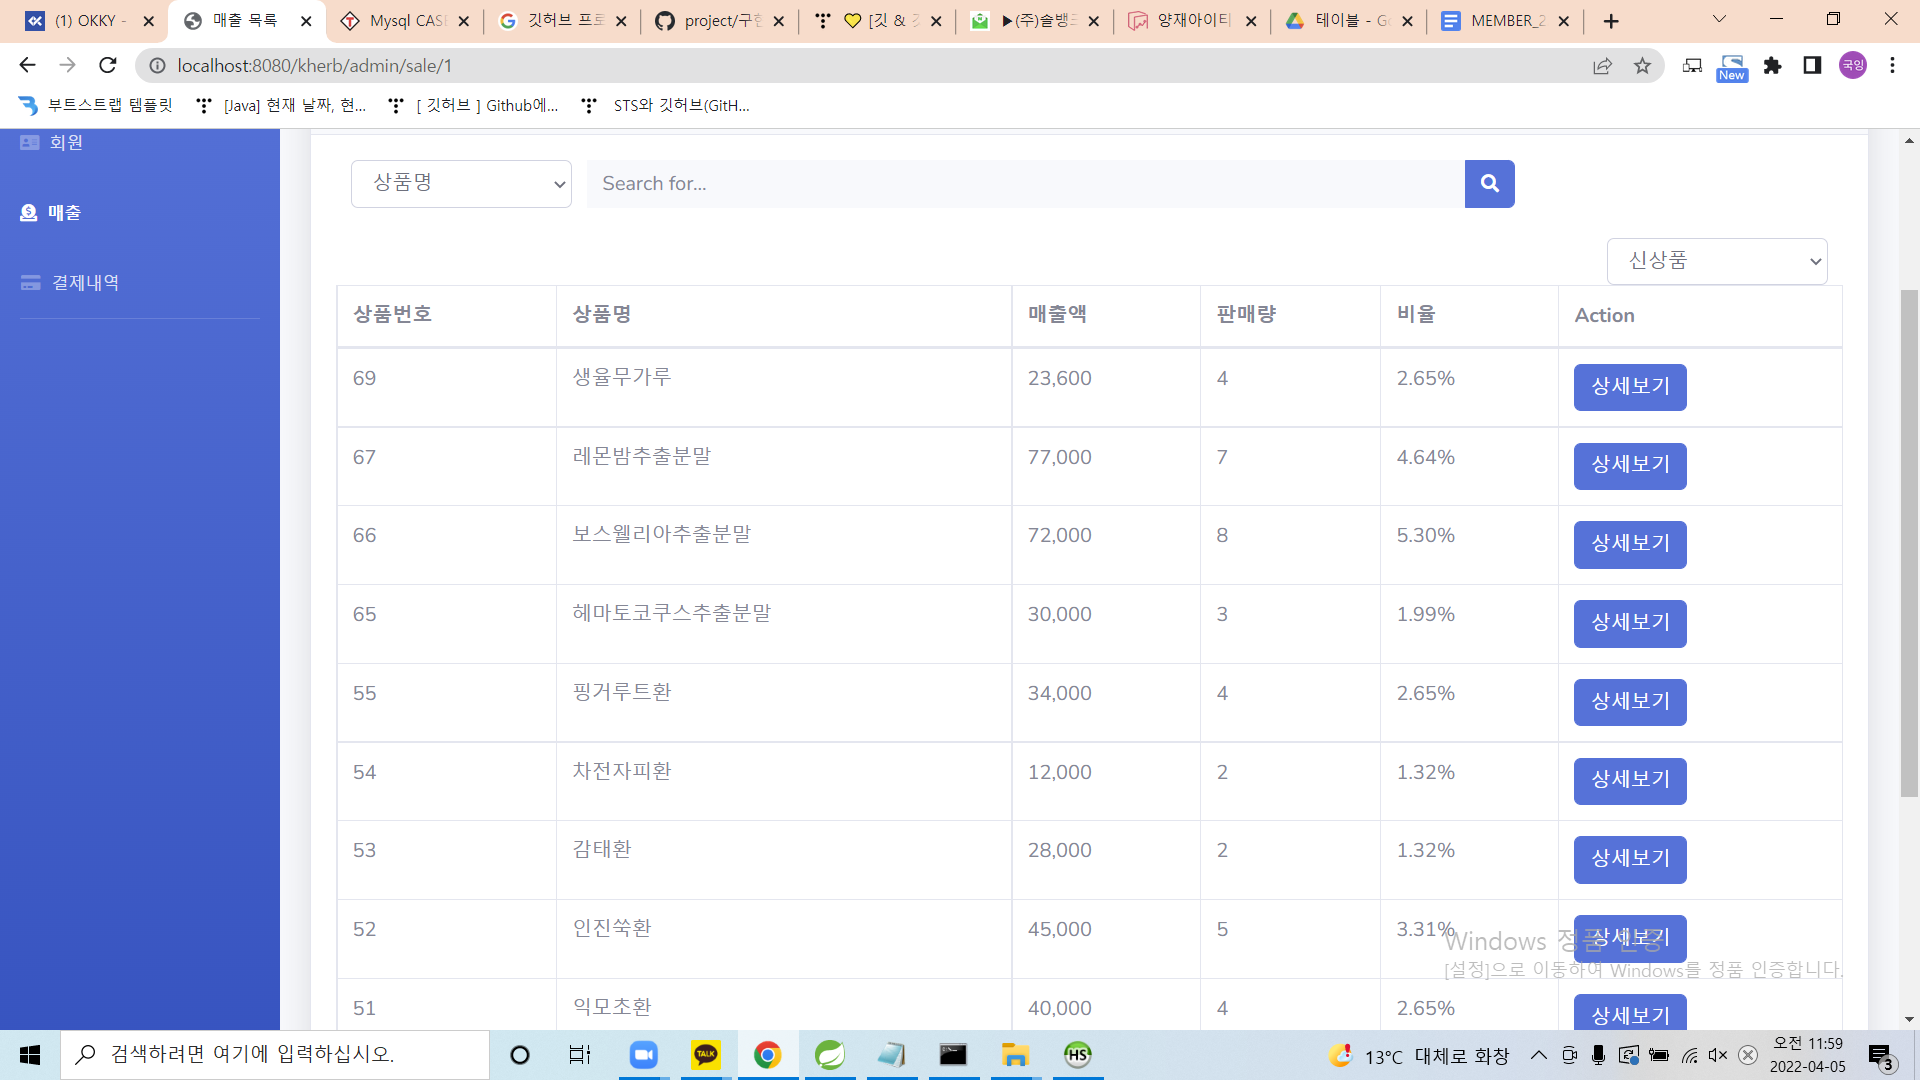 (1) OKKY -
매출 목록
Mysql CAS
깃허브 프로
project/구현
[깃 &
▶(주)솔뱅크
양재아이티
테이블 - Go
MEMBER_2
localhost:8080/kherb/admin/sale/1
New
국잉
부트스트랩 템플릿
[Java] 현재 날짜, 현...
[ 깃허브 ] Github에...
STS와 깃허브(GitH...
회원
매출
결제내역
상품명
Search for...
신상품
상품번호 상품명 매출액 판매량 비율 Action
69 생율무가루 23,600 4 2.65% 상세보기
67 레몬밤추출분말 77,000 7 4.64% 상세보기
66 보스웰리아추출분말 72,000 8 5.30% 상세보기
65 헤마토코쿠스추출분말 30,000 3 1.99% 상세보기
55 핑거루트환 34,000 4 2.65% 상세보기
54 차전자피환 12,000 2 1.32% 상세보기
53 감태환 28,000 2 1.32% 상세보기
52 인진쑥환 45,000 5 3.31% 상세보기
Windows 정품 인증
[설정]으로 이동하여 Windows를 정품 인증합니다.
51 익모초환 40,000 4 2.65% 상세보기
검색하려면 여기에 입력하십시오.
TALK
HS
13°C 대체로 화창
오전 11:59
2022-04-05
3